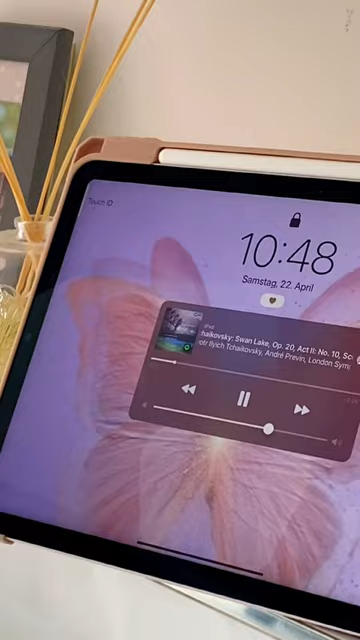 Touch ID
10:48
Samstag, 22. April
iPad
haikovsky: Swan Lake, Op. 20, Act II: No. 10, Sc
otr Ilyich Tchaikovsky, André Previn, London Sym